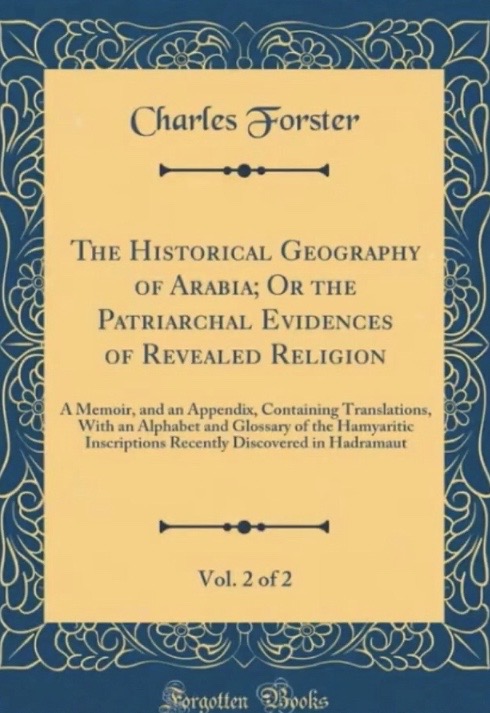 Charles Forster
The Historical Geography
of Arabia; Or the
Patriarchal Evidences
of Revealed Religion
A Memoir, and an Appendix, Containing Translations,
With an Alphabet and Glossary of the Hamyaritic
Inscriptions Recently Discovered in Hadramaut
Vol. 2 of 2
Forgotten Books